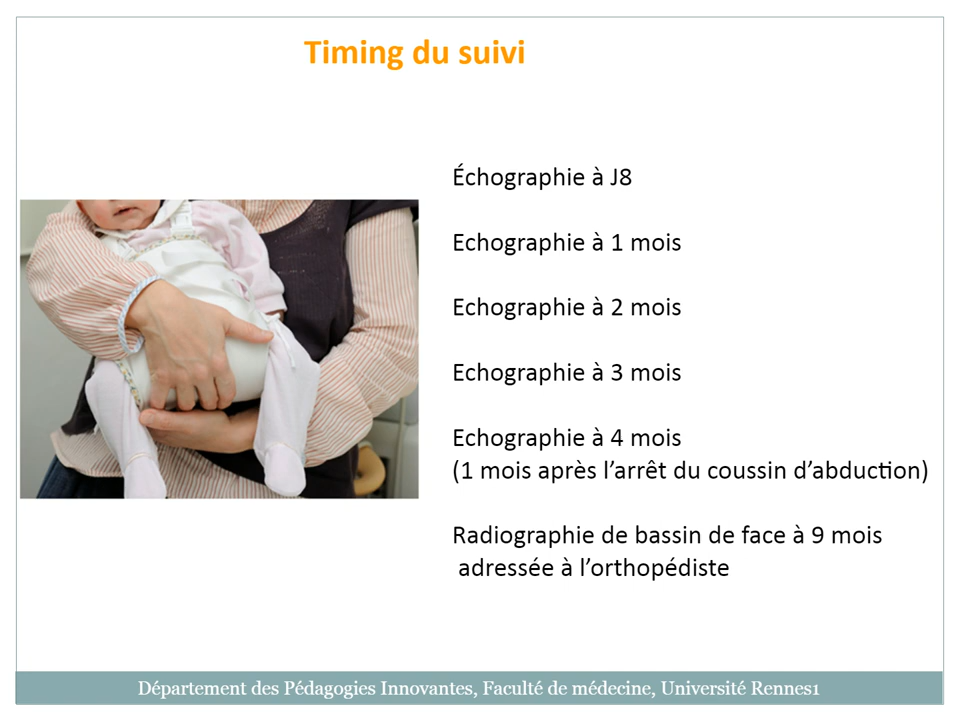 Timing du suivi
Échographie à J8
Echographie à 1 mois
Echographie à 2 mois
Echographie à 3 mois
Echographie à 4 mois
(1 mois après l’arrêt du coussin d’abduction)
Radiographie de bassin de face à 9 mois
adressée à l’orthopédiste
Département des Pédagogies Innovantes, Faculté de médecine, Université Rennes1